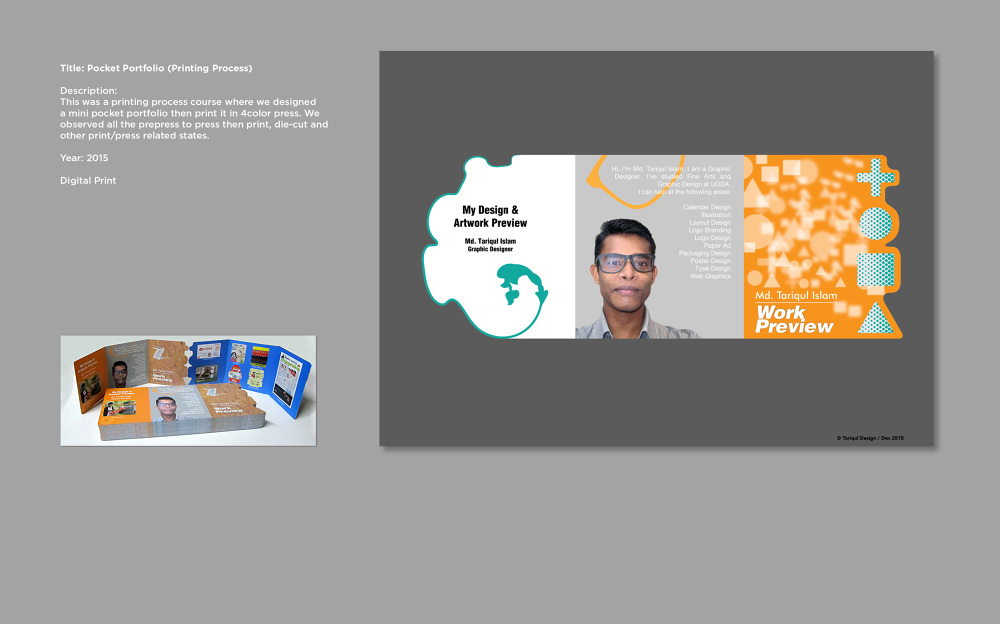 Title: Pocket Portfolio (Printing Process)
Description:
This was a printing process course where we designed
a mini pocket portfolio then print it in 4color press. We
observed all the prepress to press then print, die-cut and
other print/press related states.
Year: 2015
Digital Print
My Design &
Artwork Preview
Md. Tariqul Islam
Graphic Designer
Hi, I'm Md. Tariqul Islam. I am a Graphic
Designer. I've studied Fine Arts and
Graphic Design at UODA.
I can help at the following areas:
Calender Design
Illustration
Layout Design
Logo Branding
Logo Design
Paper Ad
Packaging Design
Poster Design
Type Design
Web Graphics
Md. Tariqul Islam
Work
Preview
Work
Preview
© Tariqul Design / Dec 2015